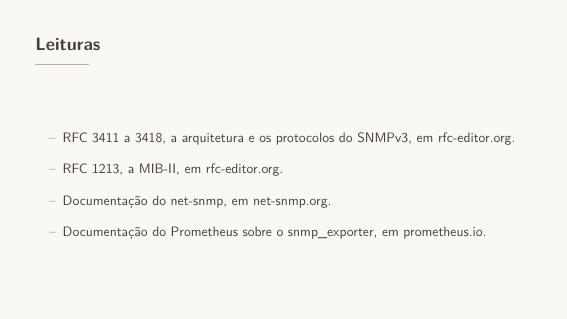 Leituras
– RFC 3411 a 3418, a arquitetura e os protocolos do SNMPv3, em rfc-editor.org.
– RFC 1213, a MIB-II, em rfc-editor.org.
– Documentação do net-snmp, em net-snmp.org.
– Documentação do Prometheus sobre o snmp_exporter, em prometheus.io.